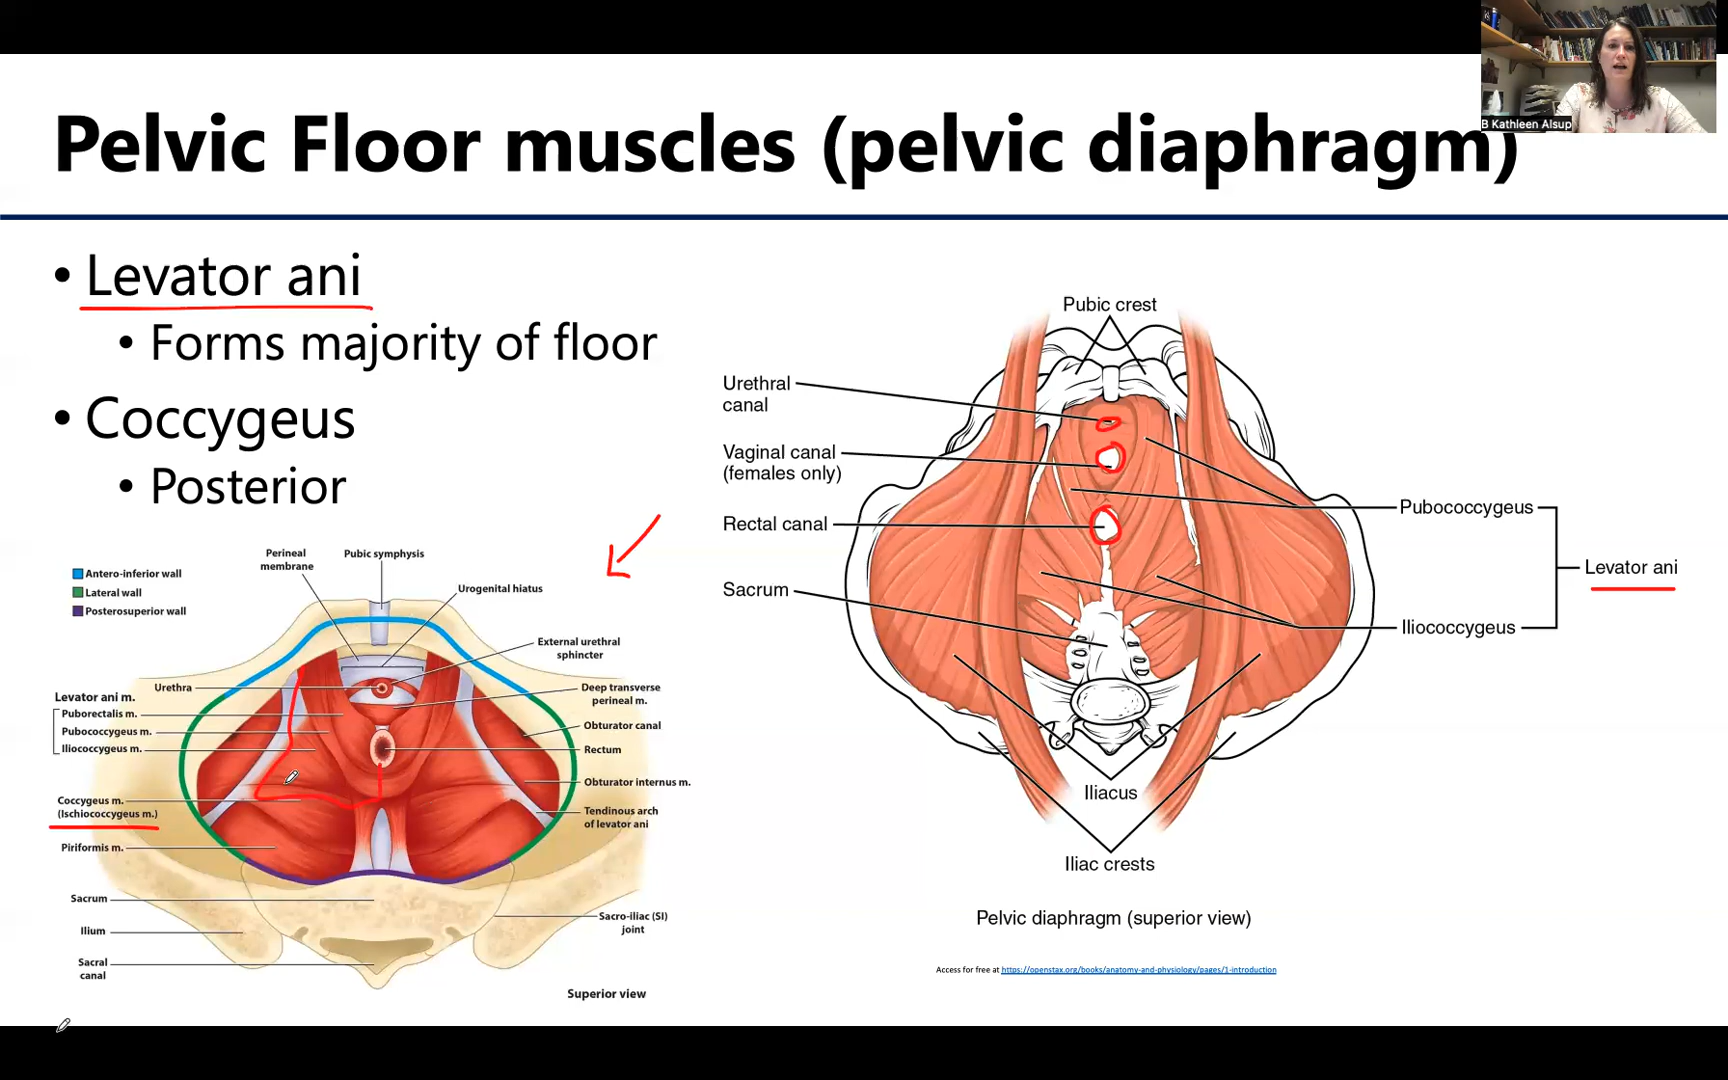 B Kathleen Alsup
Pelvic Floor muscles (pelvic diaphragm)
• Levator ani
• Forms majority of floor
• Coccygeus
• Posterior
Antero-inferior wall
Lateral wall
Posterosuperior wall
Perineal
membrane
Pubic symphysis
Urogenital hiatus
External urethral
sphincter
Urethra
Deep transverse
perineal m.
Levator ani m.
Puborectalis m.
Pubococcygeus m.
Iliococcygeus m.
Obturator canal
Rectum
Obturator internus m.
Coccygeus m.
(Ischiococcygeus m.)
Tendinous arch
of levator ani
Piriformis m.
Sacrum
Ilium
Sacral
canal
Sacro-iliac (SI)
joint
Superior view
Pubic crest
Urethral
canal
Vaginal canal
(females only)
Rectal canal
Sacrum
Pubococcygeus
Levator ani
Iliococcygeus
Iliacus
Iliac crests
Pelvic diaphragm (superior view)
Access for free at https://openstax.org/books/anatomy-and-physiology/pages/1-introduction